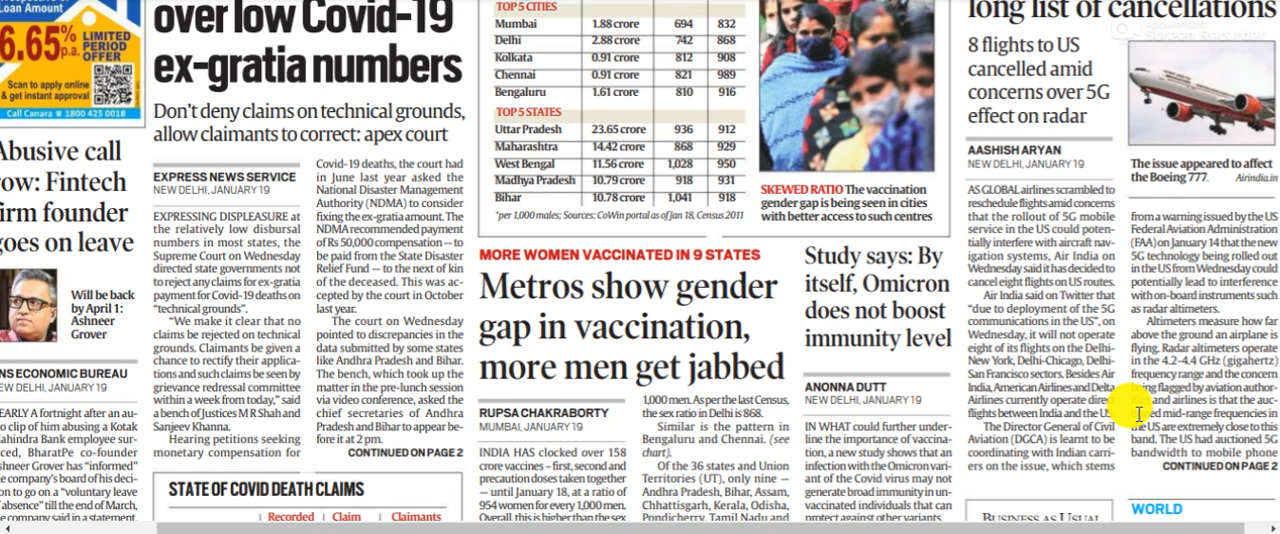 Loan Amount
6.65% p.a.
LIMITED
PERIOD
OFFER
Scan to apply online
& get instant approval
Call Canara ☎ 1800 425 0018
Abusive call
row: Fintech
firm founder
goes on leave
Will be back
by April 1:
Ashneer
Grover
ENS ECONOMIC BUREAU
NEW DELHI, JANUARY 19
NEARLY A fortnight after an au-
dio clip of him abusing a Kotak
Mahindra Bank employee sur-
faced, BharatPe co-founder
Ashneer Grover has "informed"
the company's board of his deci-
sion to go on a "voluntary leave
of absence" till the end of March,
the company said in a statement.
over low Covid-19
ex-gratia numbers
Don't deny claims on technical grounds,
allow claimants to correct: apex court
EXPRESS NEWS SERVICE
NEW DELHI, JANUARY 19
EXPRESSING DISPLEASURE at
the relatively low disbursal
numbers in most states, the
Supreme Court on Wednesday
directed state governments not
to reject any claims for ex-gratia
payment for Covid-19 deaths on
"technical grounds".
"We make it clear that no
claims be rejected on technical
grounds. Claimants be given a
chance to rectify their applica-
tions and such claims be seen by
grievance redressal committee
within a week from today," said
a bench of Justices M R Shah and
Sanjeev Khanna.
Hearing petitions seeking
monetary compensation for
Covid-19 deaths, the court had
in June last year asked the
National Disaster Management
Authority (NDMA) to consider
fixing the ex-gratia amount. The
NDMA recommended payment
of Rs 50,000 compensation -- to
be paid from the State Disaster
Relief Fund -- to the next of kin
of the deceased. This was ac-
cepted by the court in October
last year.
The court on Wednesday
pointed to discrepancies in the
data submitted by some states
like Andhra Pradesh and Bihar.
The bench, which took up the
matter in the pre-lunch session
via video conference, asked the
chief secretaries of Andhra
Pradesh and Bihar to appear be-
fore it at 2 pm.
CONTINUED ON PAGE 2
STATE OF COVID DEATH CLAIMS
Recorded Claim Claimants
TOP 5 CITIES
Mumbai 1.88 crore 694 832
Delhi 2.88 crore 742 868
Kolkata 0.91 crore 812 908
Chennai 0.91 crore 821 989
Bengaluru 1.61 crore 810 916
TOP 5 STATES
Uttar Pradesh 23.65 crore 936 912
Maharashtra 14.42 crore 868 929
West Bengal 11.56 crore 1,028 950
Madhya Pradesh 10.79 crore 918 931
Bihar 10.78 crore 1,041 918
*per 1,000 males; Sources: CoWin portal as of Jan 18, Census 2011
SKEWED RATIO The vaccination
gender gap is being seen in cities
with better access to such centres
MORE WOMEN VACCINATED IN 9 STATES
Metros show gender
gap in vaccination,
more men get jabbed
RUPSA CHAKRABORTY
MUMBAI, JANUARY 19
INDIA HAS clocked over 158
crore vaccines – first, second and
precaution doses taken together
— until January 18, at a ratio of
954 women for every 1,000 men.
Overall, this is higher than the sex
1,000 men. As per the last Census,
the sex ratio in Delhi is 868.
Similar is the pattern in
Bengaluru and Chennai. (see
chart).
Of the 36 states and Union
Territories (UT), only nine —
Andhra Pradesh, Bihar, Assam,
Chhattisgarh, Kerala, Odisha,
Pondicherry, Tamil Nadu and
Study says: By
itself, Omicron
does not boost
immunity level
ANONNA DUTT
NEW DELHI, JANUARY 19
IN WHAT could further under-
line the importance of vaccina-
tion, a new study shows that an
infection with the Omicron vari-
ant of the Covid virus may not
generate broad immunity in un-
vaccinated individuals that can
protect against other variants.
long list of cancellations
8 flights to US
cancelled amid
concerns over 5G
effect on radar
AASHISH ARYAN
NEW DELHI, JANUARY 19
AS GLOBAL airlines scrambled to
reschedule flights amid concerns
that the rollout of 5G mobile
service in the US could poten-
tially interfere with aircraft nav-
igation systems, Air India on
Wednesday said it has decided to
cancel eight flights on US routes.
Air India said on Twitter that
"due to deployment of the 5G
communications in the US", on
Wednesday, it will not operate
eight of its flights on the Delhi-
New York, Delhi-Chicago, Delhi-
San Francisco sectors. Besides Air
India, American Airlines and Delta
Airlines currently operate direct
flights between India and the US.
The Director General of Civil
Aviation (DGCA) is learnt to be
coordinating with Indian carri-
ers on the issue, which stems
The issue appeared to affect
the Boeing 777. Airindia.in
from a warning issued by the US
Federal Aviation Administration
(FAA) on January 14 that the new
5G technology being rolled out
in the US from Wednesday could
potentially lead to interference
with on-board instruments such
as radar altimeters.
Altimeters measure how far
above the ground an airplane is
flying. Radar altimeters operate
in the 4.2-4.4 GHz (gigahertz)
frequency range and the concern
being flagged by aviation author-
ities and airlines is that the auc-
tioned mid-range frequencies in
the US are extremely close to this
band. The US had auctioned 5G
bandwidth to mobile phone
CONTINUED ON PAGE 2
BUSINESS AS USUAL
WORLD
Screen Recorder